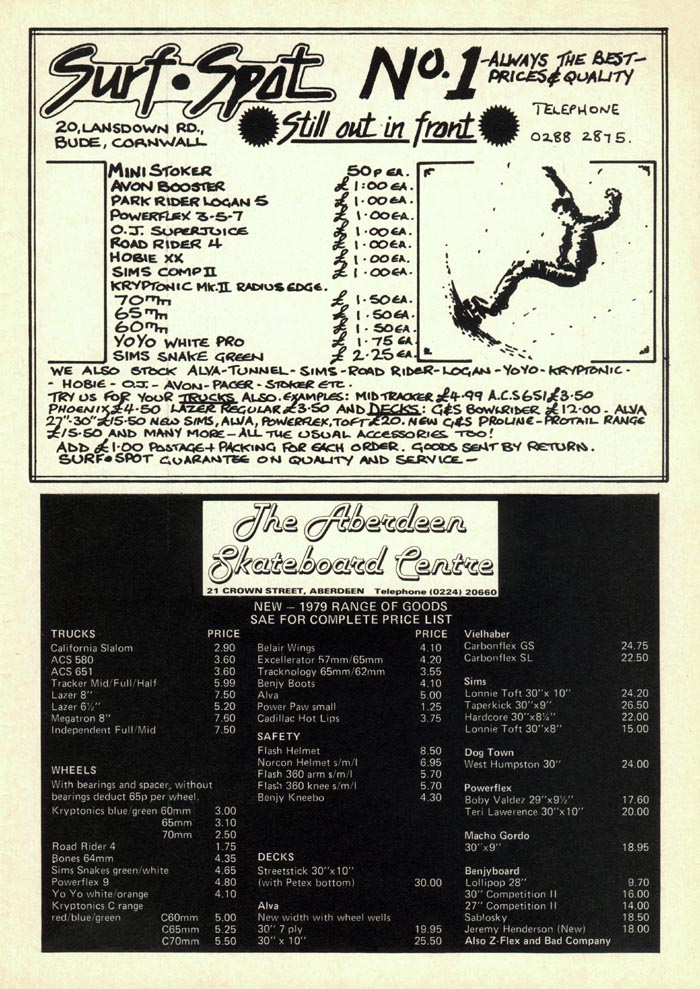 Surf•Spot
No.1
-ALWAYS THE BEST-
PRICES & QUALITY
20, LANSDOWN RD.,
BUDE, CORNWALL
Still out in front
TELEPHONE
0288 2875.
MINI STOKER 50P EA.
AVON BOOSTER £1·00 EA.
PARK RIDER LOGAN 5 £1·00 EA.
POWERFLEX 3-5-7 £1·00 EA.
O.J. SUPERJUICE £1·00 EA.
ROAD RIDER 4 £1·00 EA.
HOBIE XX £1·00 EA.
SIMS COMP II £1·00 EA.
KRYPTONIC MK.II RADIUS EDGE.
70mm £1·50 EA.
65mm £1·50 EA.
60mm £1·50 EA.
YOYO WHITE PRO £1·75 EA
SIMS SNAKE GREEN £2·25 EA.
WE ALSO STOCK ALVA-TUNNEL-SIMS-ROAD RIDER-LOGAN-YOYO-KRYPTONIC-
-HOBIE-O.J.-AVON-PACER-STOKER ETC.
TRY US FOR YOUR TRUCKS ALSO. EXAMPLES: MIDTRACKER £4.99 A.C.S 651 £3·50
PHOENIX £4·50 LAZER REGULAR £3·50 AND DECKS: G&S BOWLRIDER £12·00 - ALVA
27"-30" £15·50 NEW SIMS, ALVA, POWERFLEX, TOFT £20. NEW G&S PROLINE-PROTAIL RANGE
£15·50 AND MANY MORE-ALL THE USUAL ACCESSORIES TOO!
ADD £1·00 POSTAGE + PACKING FOR EACH ORDER. GOODS SENT BY RETURN.
SURF•SPOT GUARANTEE ON QUALITY AND SERVICE-
The Aberdeen
Skateboard Centre
21 CROWN STREET, ABERDEEN Telephone (0224) 20660
NEW – 1979 RANGE OF GOODS
SAE FOR COMPLETE PRICE LIST
TRUCKS PRICE
California Slalom 2.90
ACS 580 3.60
ACS 651 3.60
Tracker Mid/Full/Half 5.99
Lazer 8" 7.50
Lazer 6½" 5.20
Megatron 8" 7.60
Independent Full/Mid 7.50
WHEELS
With bearings and spacer, without
bearings deduct 65p per wheel.
Kryptonics blue/green 60mm 3.00
65mm 3.10
70mm 2.50
Road Rider 4 1.75
Bones 64mm 4.35
Sims Snakes green/white 4.65
Powerflex 9 4.80
Yo Yo white/orange 4.10
Kryptonics C range
red/blue/green C60mm 5.00
C65mm 5.25
C70mm 5.50
PRICE
Belair Wings 4.10
Excellerator 57mm/65mm 4.20
Tracknology 65mm/62mm 3.55
Benjy Boots 4.10
Alva 5.00
Power Paw small 1.25
Cadillac Hot Lips 3.75
SAFETY
Flash Helmet 8.50
Norcon Helmet s/m/l 6.95
Flash 360 arm s/m/l 5.70
Flash 360 knee s/m/l 5.70
Benjy Kneebo 4.30
DECKS
Streetstick 30"x10"
(with Petex bottom) 30.00
Alva
New width with wheel wells
30" 7 ply 19.95
30" x 10" 25.50
Vielhaber
Carbonflex GS 24.75
Carbonflex SL 22.50
Sims
Lonnie Toft 30"x 10" 24.20
Taperkick 30"x9" 26.50
Hardcore 30"x8¼" 22.00
Lonnie Toft 30"x8" 15.00
Dog Town
West Humpston 30" 24.00
Powerflex
Boby Valdez 29"x9½" 17.60
Teri Lawerence 30"x10" 20.00
Macho Gordo
30"x9" 18.95
Benjyboard
Lollipop 28" 9.70
30" Competition II 16.00
27" Competition II 14.00
Sablosky 18.50
Jeremy Henderson (New) 18.00
Also Z-Flex and Bad Company